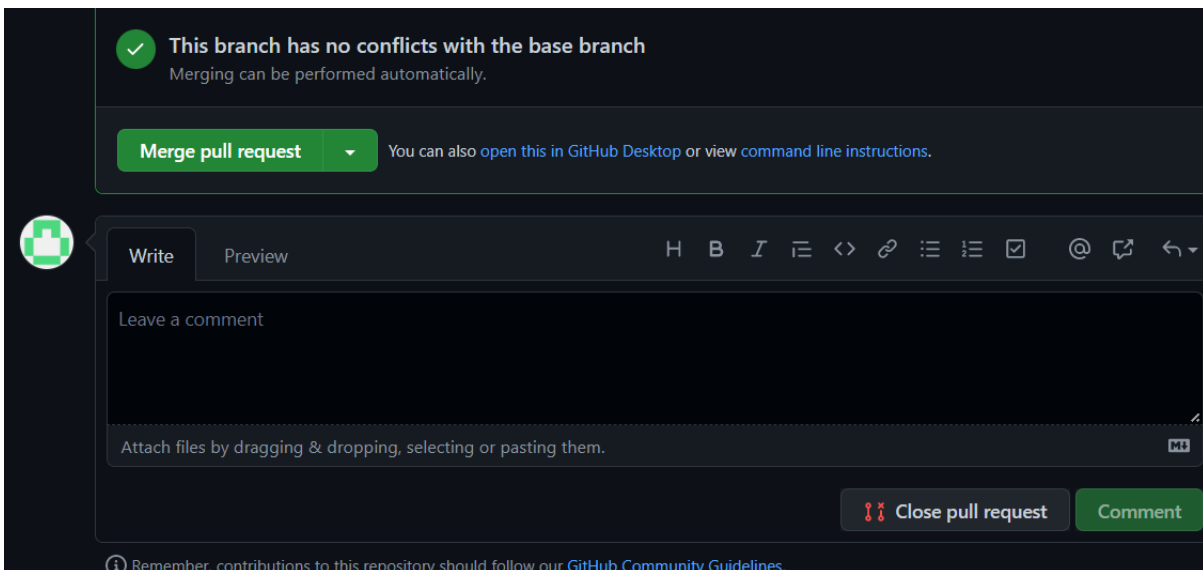 This branch has no conflicts with the base branch
Merging can be performed automatically.
Merge pull request You can also open this in GitHub Desktop or view command line instructions.
Write Preview
Leave a comment
Attach files by dragging & dropping, selecting or pasting them.
Close pull request Comment
Remember, contributions to this repository should follow our GitHub Community Guidelines.